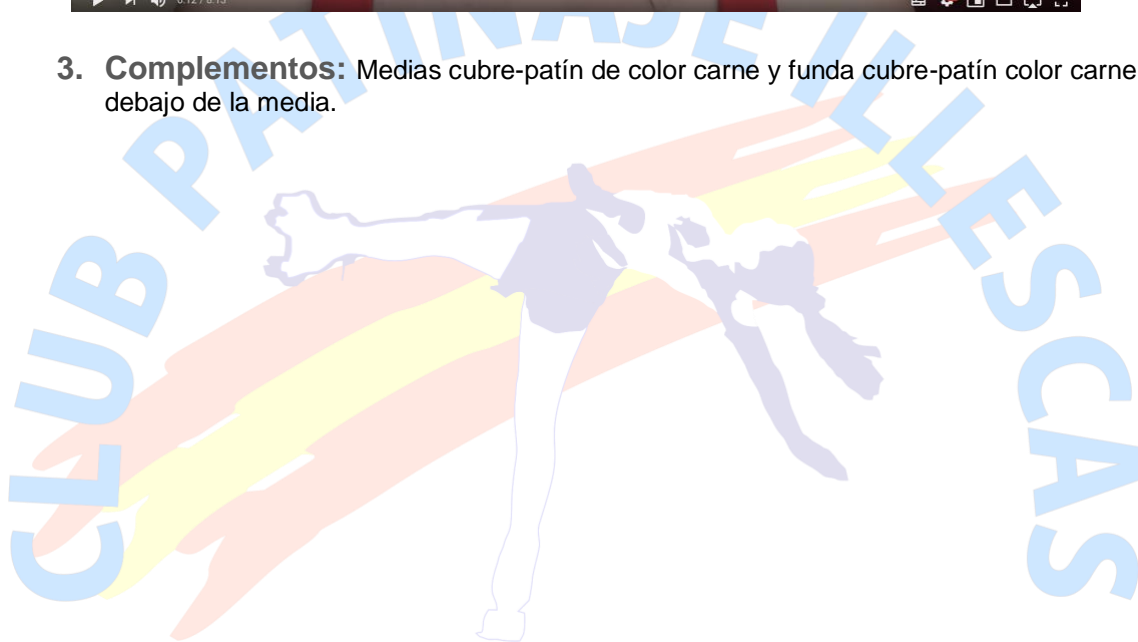 3. Complementos: Medias cubre-patín de color carne y funda cubre-patín color carne
debajo de la media.
CLUB PATINAJE ILLESCAS